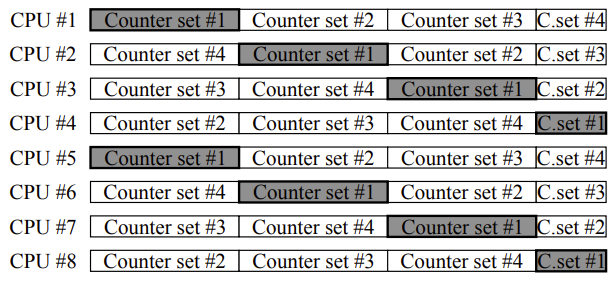 CPU #1 Counter set #1 Counter set #2 Counter set #3 C.set #4
CPU #2 Counter set #4 Counter set #1 Counter set #2 C.set #3
CPU #3 Counter set #3 Counter set #4 Counter set #1 C.set #2
CPU #4 Counter set #2 Counter set #3 Counter set #4 C.set #1
CPU #5 Counter set #1 Counter set #2 Counter set #3 C.set #4
CPU #6 Counter set #4 Counter set #1 Counter set #2 C.set #3
CPU #7 Counter set #3 Counter set #4 Counter set #1 C.set #2
CPU #8 Counter set #2 Counter set #3 Counter set #4 C.set #1